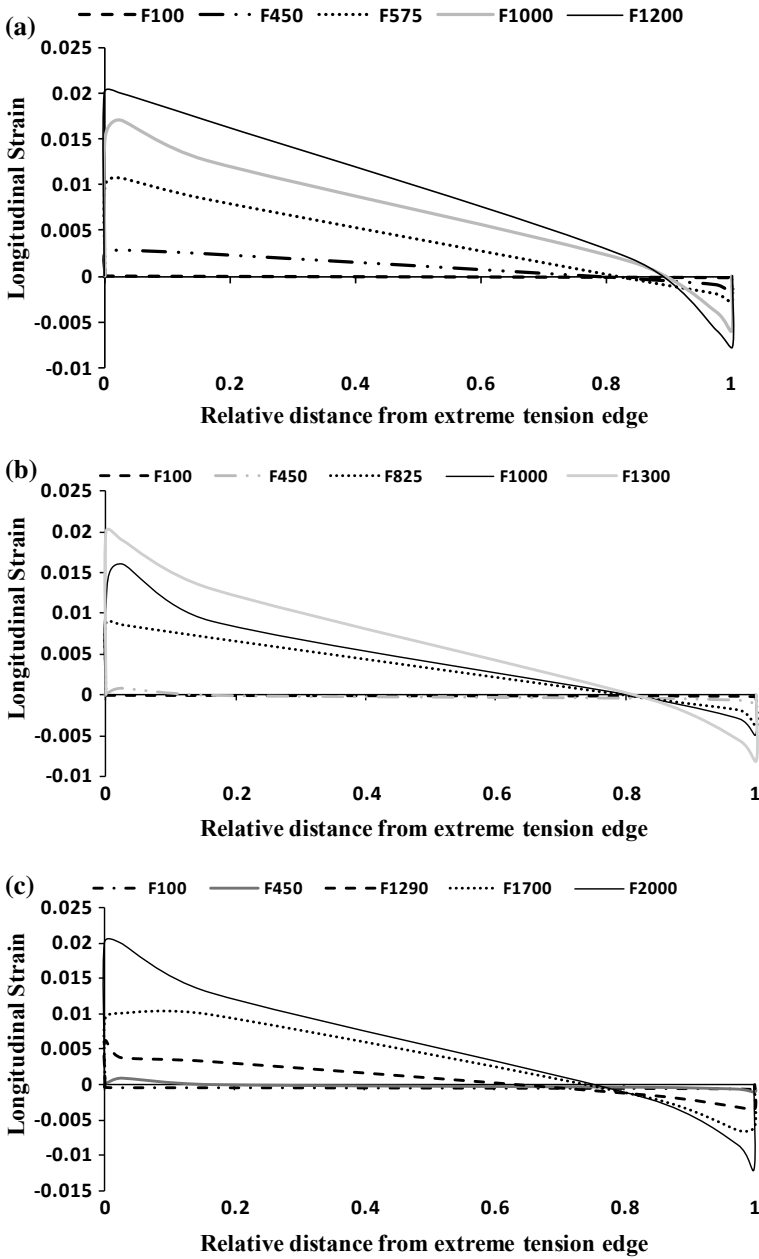 (a)
F100 F450 F575 F1000 F1200
0.025
0.02
0.015
0.01
0.005
0
-0.005
-0.01
Longitudinal Strain
0 0.2 0.4 0.6 0.8 1
Relative distance from extreme tension edge
(b)
F100 F450 F825 F1000 F1300
0.025
0.02
0.015
0.01
0.005
0
-0.005
-0.01
Longitudinal Strain
0 0.2 0.4 0.6 0.8 1
Relative distance from extreme tension edge
(c)
F100 F450 F1290 F1700 F2000
0.025
0.02
0.015
0.01
0.005
0
-0.005
-0.01
-0.015
Longitudinal Strain
0 0.2 0.4 0.6 0.8 1
Relative distance from extreme tension edge